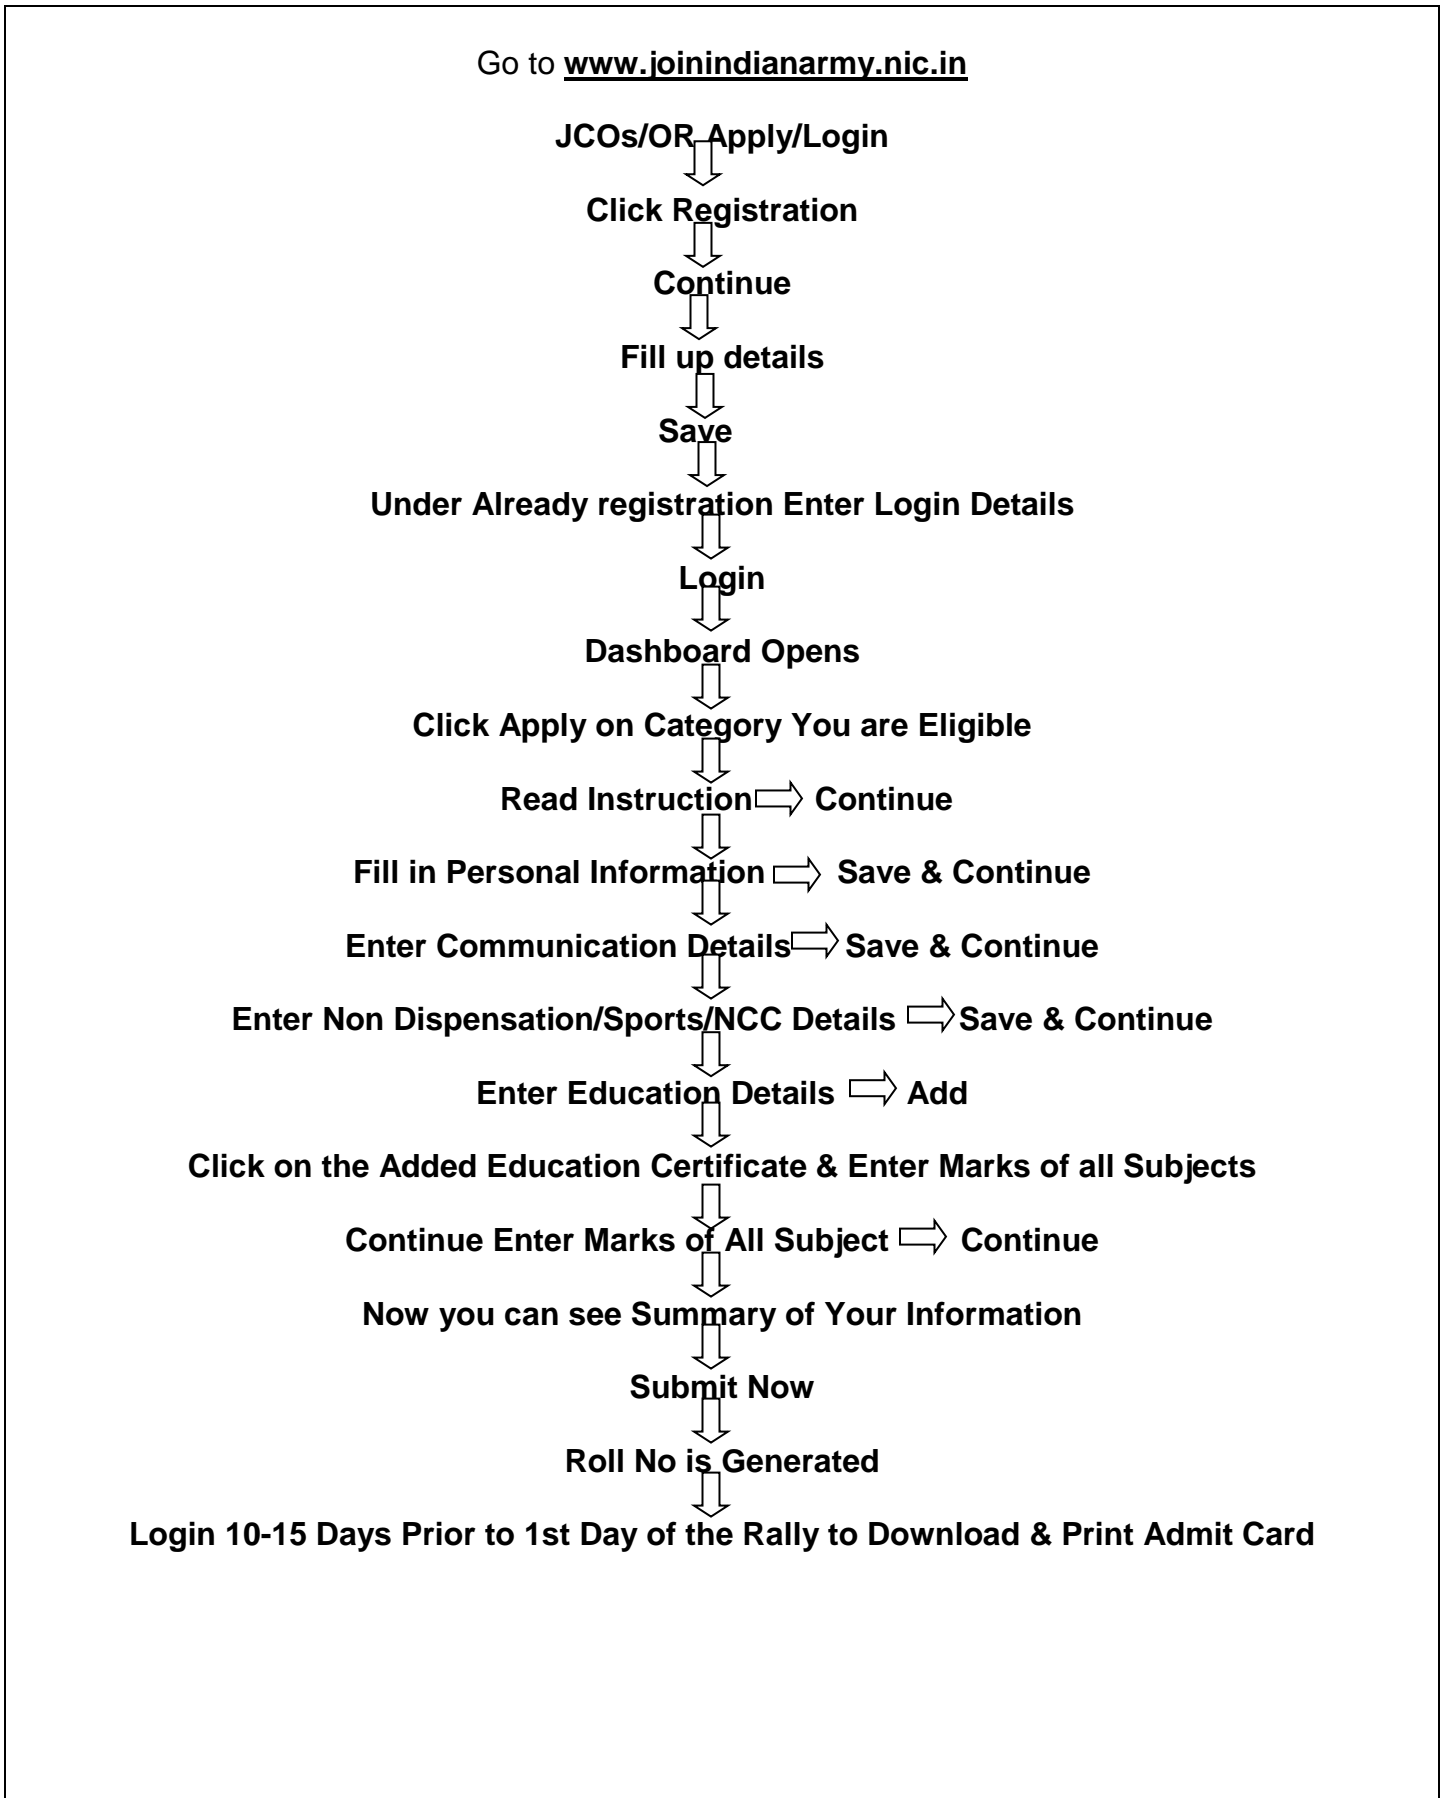 Go to www.joinindianarmy.nic.in
JCOs/OR Apply/Login
Click Registration
Continue
Fill up details
Save
Under Already registration Enter Login Details
Login
Dashboard Opens
Click Apply on Category You are Eligible
Read Instruction Continue
Fill in Personal Information Save & Continue
Enter Communication Details Save & Continue
Enter Non Dispensation/Sports/NCC Details Save & Continue
Enter Education Details Add
Click on the Added Education Certificate & Enter Marks of all Subjects
Continue Enter Marks of All Subject Continue
Now you can see Summary of Your Information
Submit Now
Roll No is Generated
Login 10-15 Days Prior to 1st Day of the Rally to Download & Print Admit Card